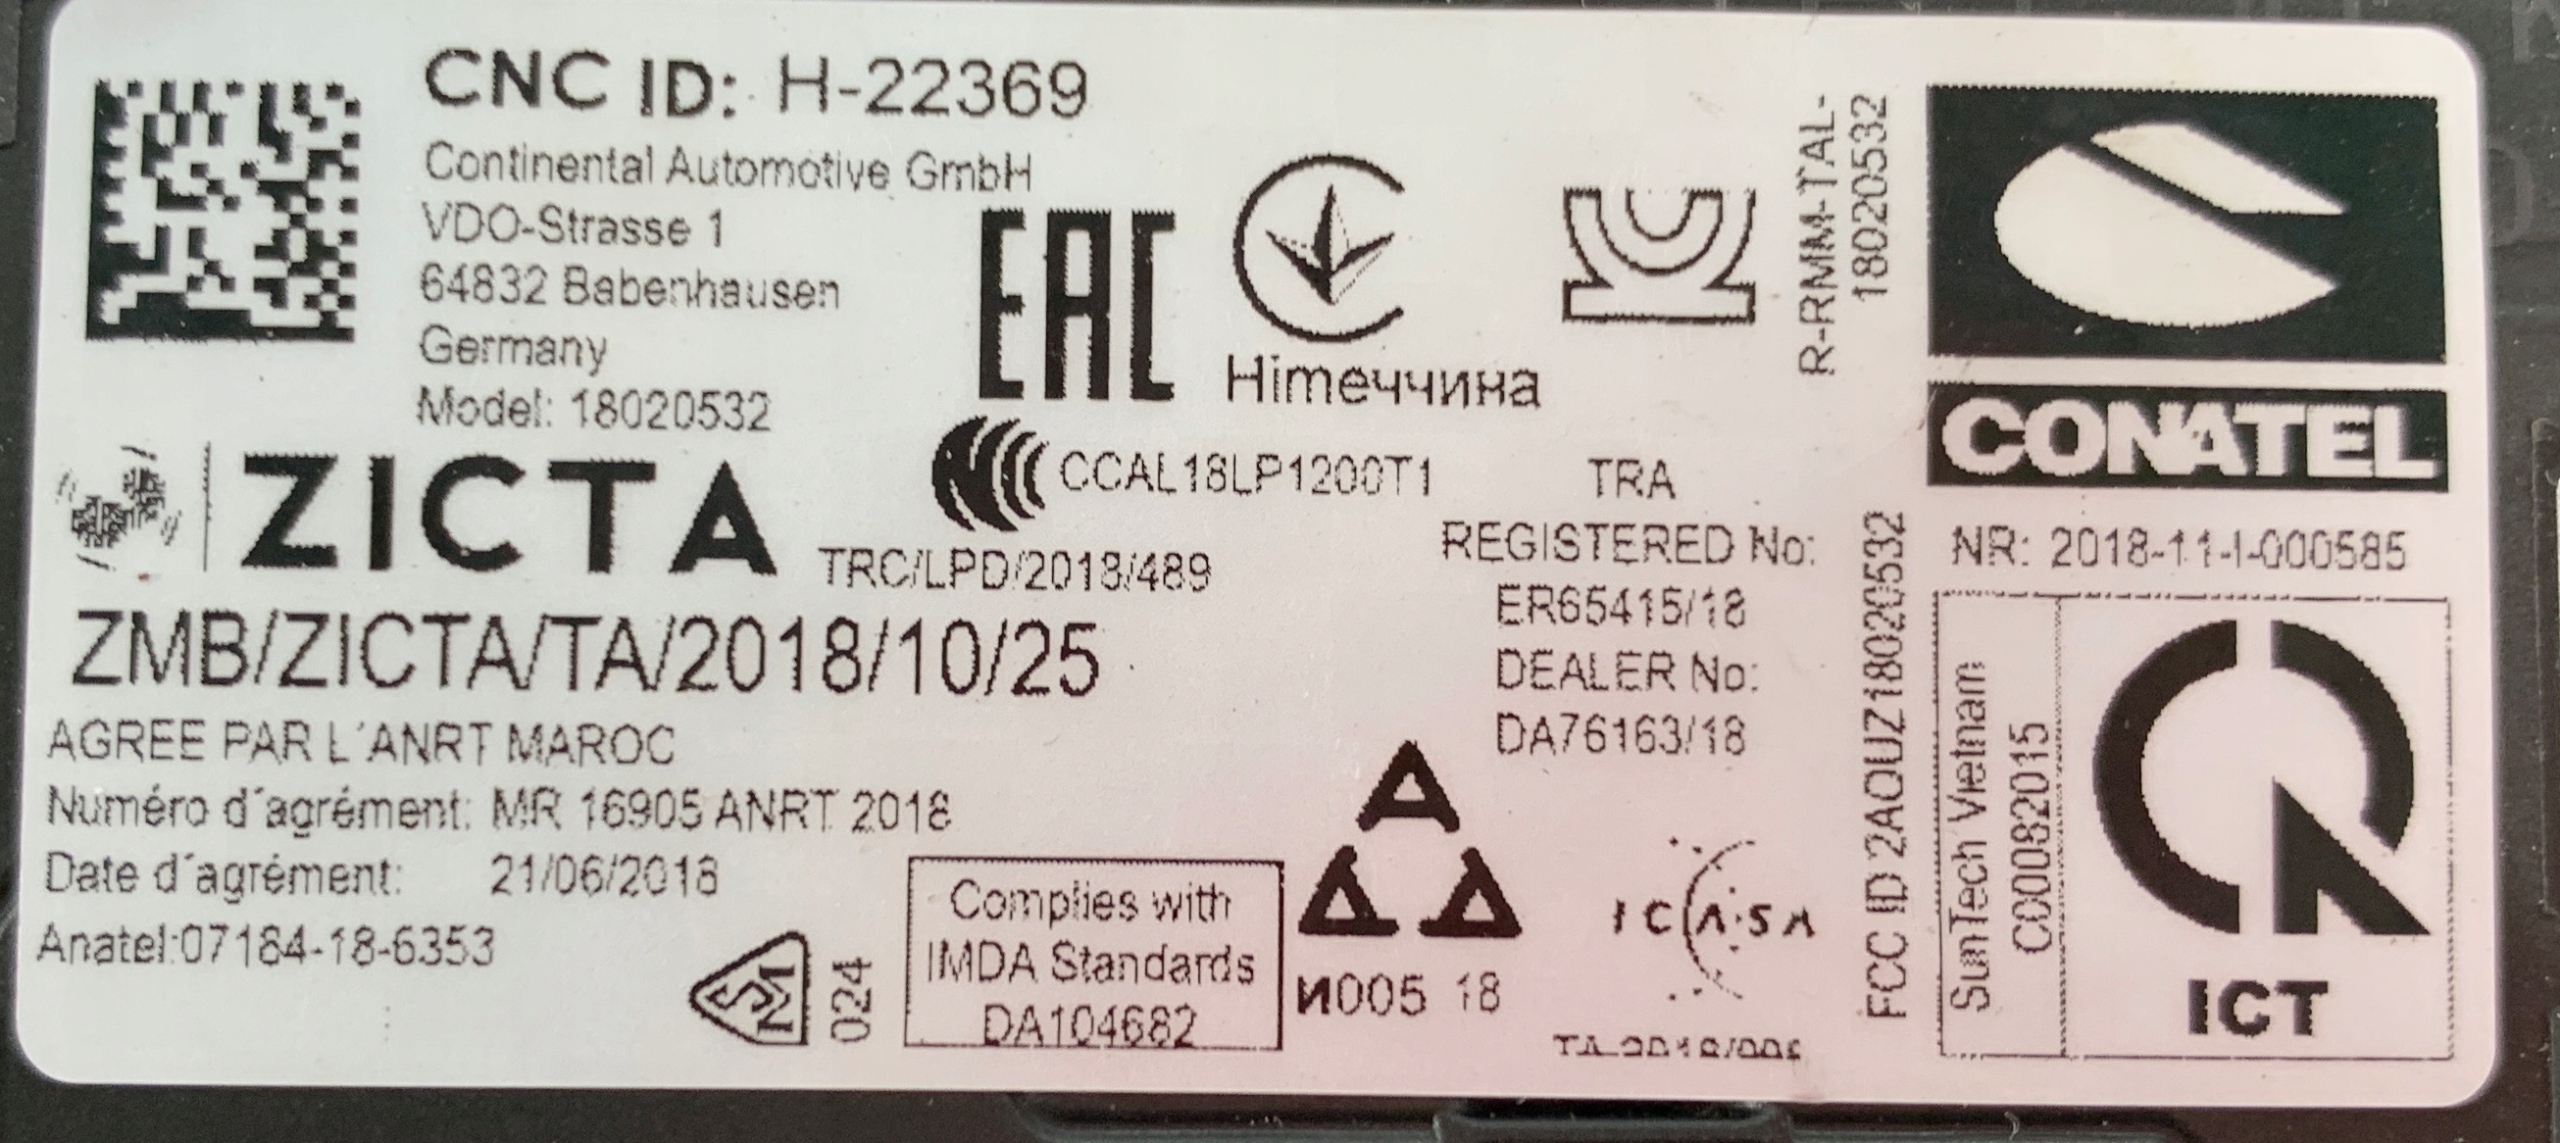 CNC ID: H-22369
Continental Automotive GmbH
VDO-Strasse 1
64832 Babenhausen
Germany
Model: 18020532
EAC
Німеччина
R-RMM-TAL-
18020532
CONATEL
NR: 2018-11-I-000585
ZICTA
CCAL18LP1200T1
TRC/LPD/2018/489
ZMB/ZICTA/TA/2018/10/25
TRA
REGISTERED No:
ER65415/18
DEALER No:
DA76163/18
AGREE PAR L´ANRT MAROC
Numéro d´agrément: MR 16905 ANRT 2018
Date d´agrément: 21/06/2018
Anatel:07184-18-6353
SM
024
Complies with
IMDA Standards
DA104682
И005 18
ICASA
FCC ID 2AOUZ18020532
SunTech Vietnam
C00082015
ICT